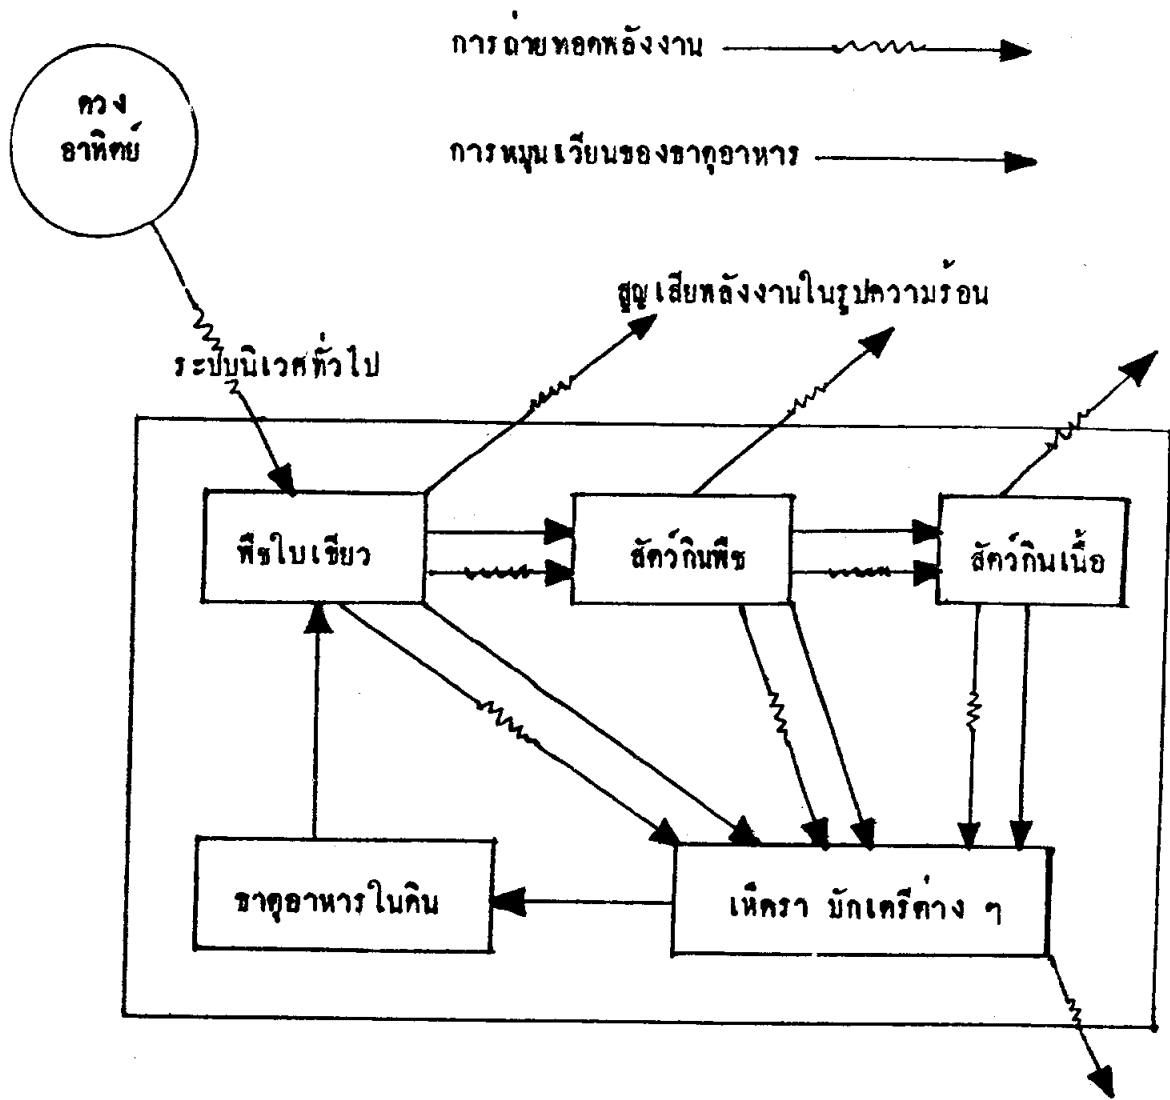 การถ่ายทอดพลังงาน
ดวง
อาทิตย์
การหมุนเวียนของธาตุอาหาร
สูญเสียพลังงานในรูปความร้อน
ระบบนิเวศทั่วไป
พืชใบเขียว
สัตว์กินพืช
สัตว์กินเนื้อ
ธาตุอาหารในดิน
เห็ดรา บักเตรีต่าง ๆ